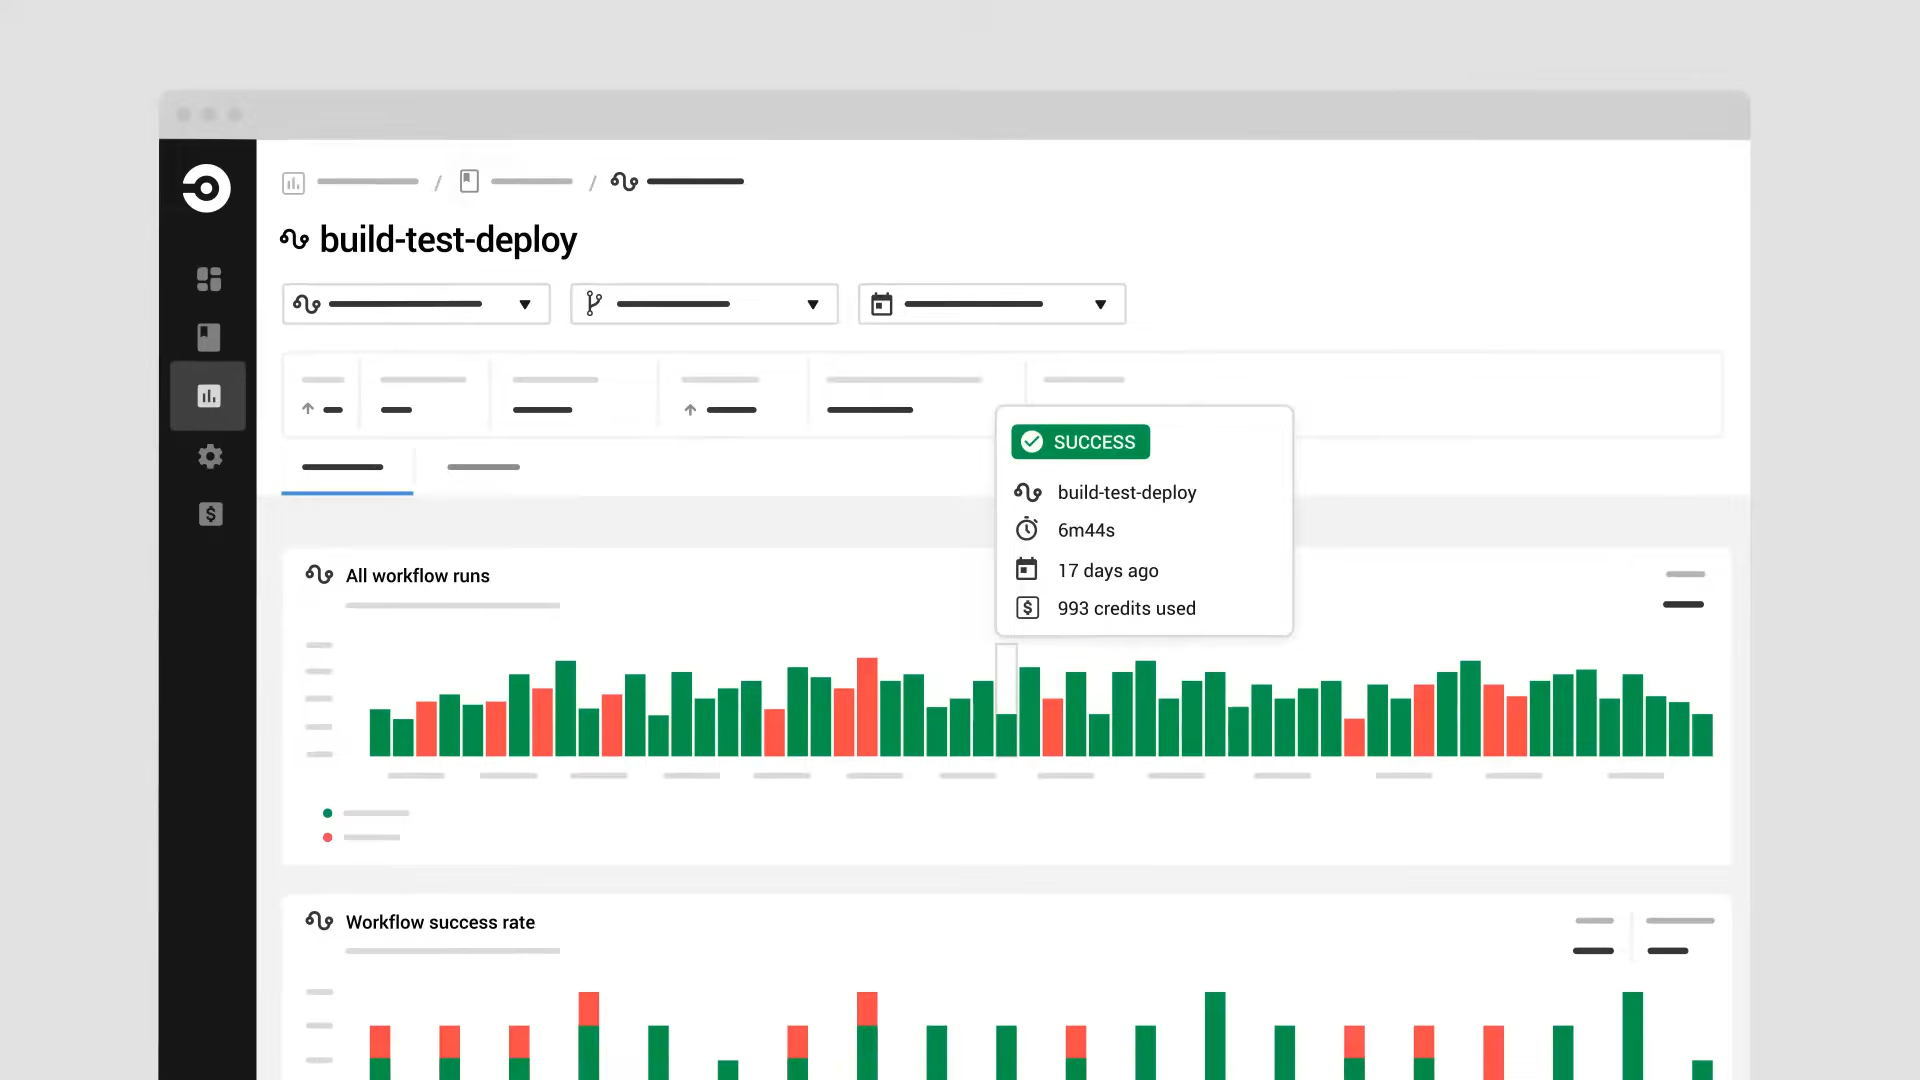 build-test-deploy
SUCCESS
build-test-deploy
6m44s
17 days ago
993 credits used
All workflow runs
Workflow success rate